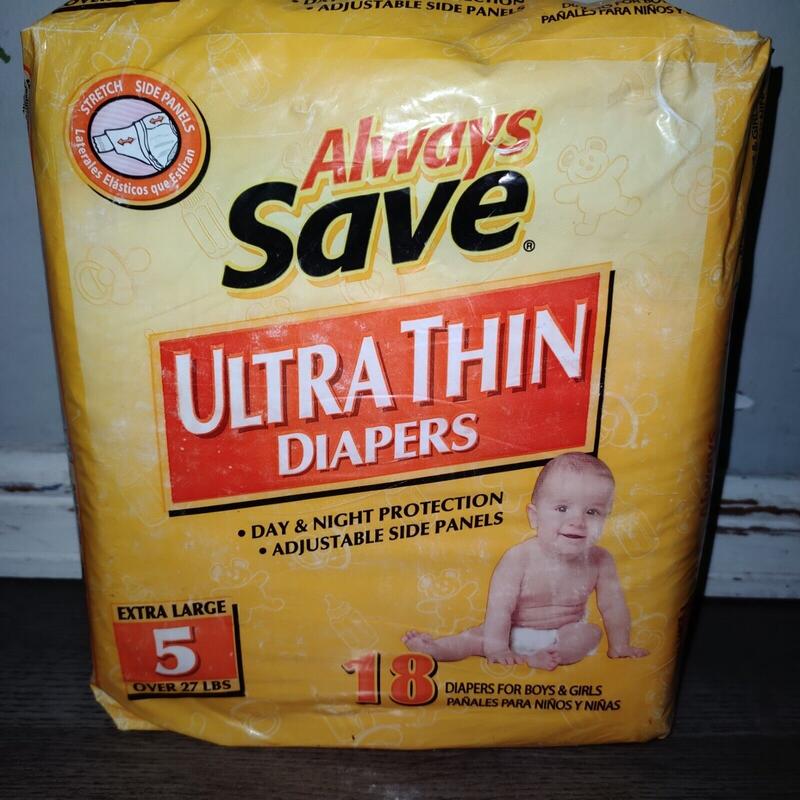 ADJUSTABLE SIDE PANELS
PAÑALES PARA NIÑOS Y
STRETCH SIDE PANELS
Laterales Elásticos que Estiran
Always
Save®
ULTRA THIN
DIAPERS
• DAY & NIGHT PROTECTION
• ADJUSTABLE SIDE PANELS
EXTRA LARGE
5
OVER 27 LBS
18
DIAPERS FOR BOYS & GIRLS
PAÑALES PARA NIÑOS Y NIÑAS